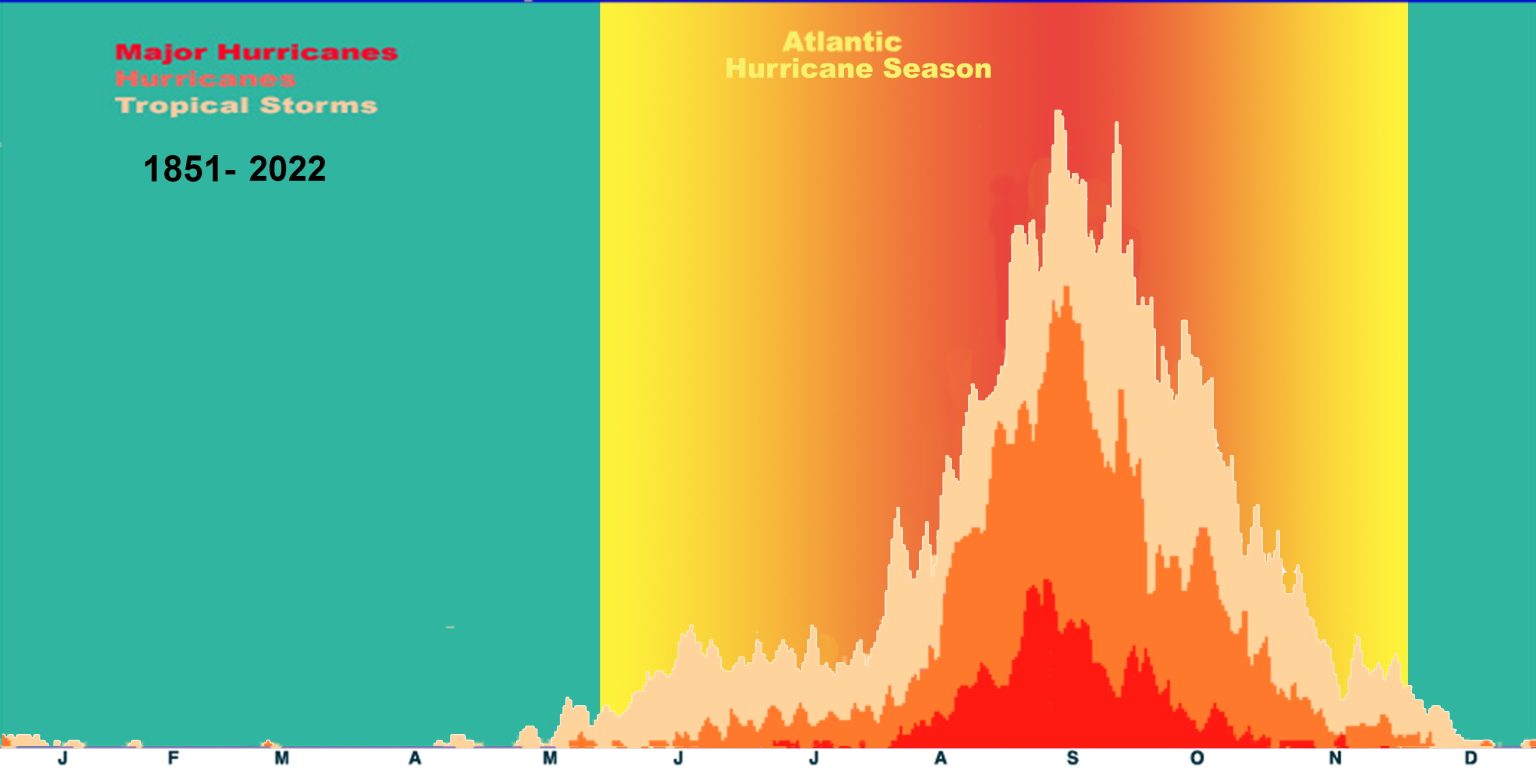 Major Hurricanes
Hurricanes
Tropical Storms
1851- 2022
Atlantic
Hurricane Season
J F M A M J J A S O N D